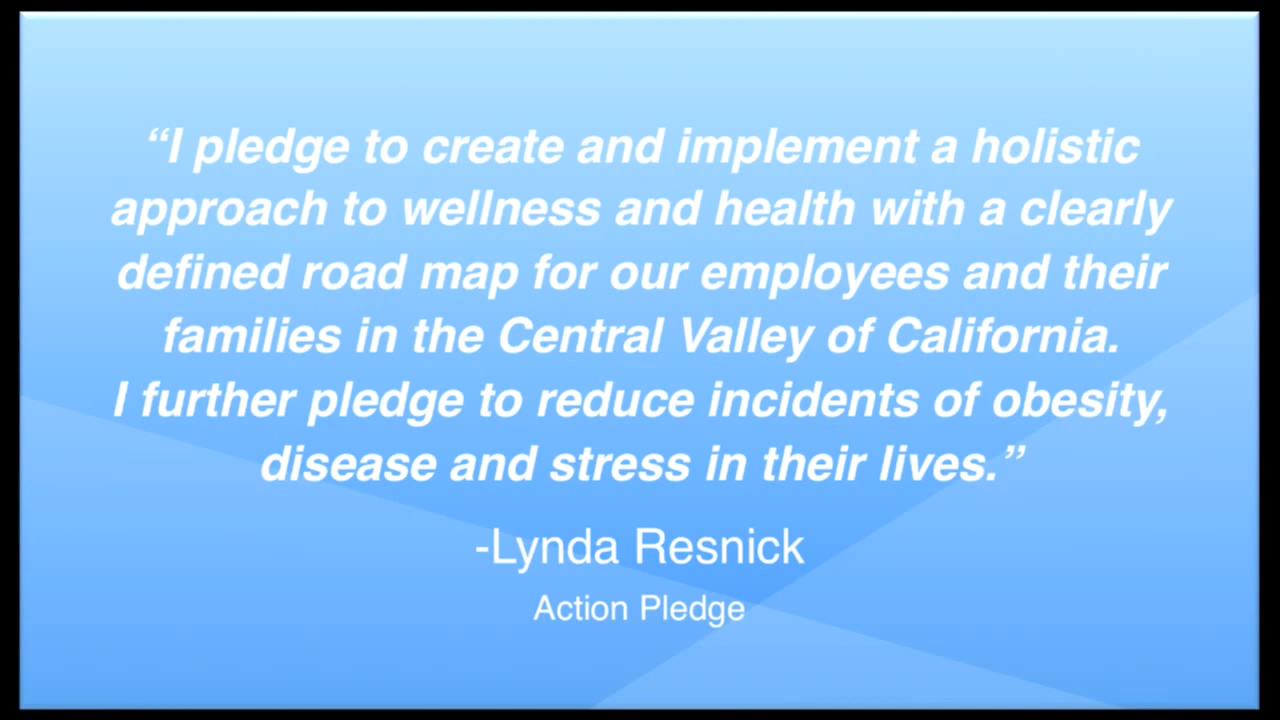 “I pledge to create and implement a holistic
approach to wellness and health with a clearly
defined road map for our employees and their
families in the Central Valley of California.
I further pledge to reduce incidents of obesity,
disease and stress in their lives.”
-Lynda Resnick
Action Pledge